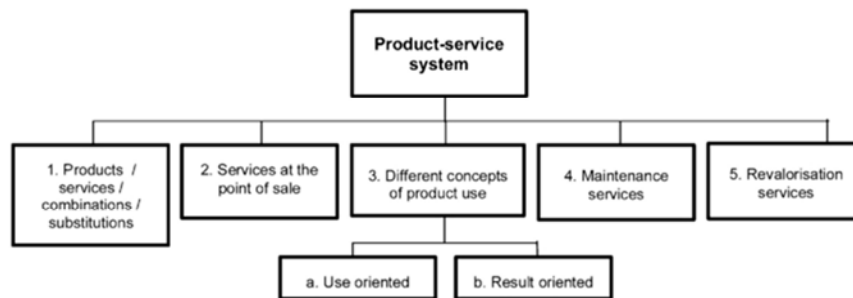 Product-service
system
1. Products /
services /
combinations /
substitutions
2. Services at the
point of sale
3. Different concepts
of product use
4. Maintenance
services
5. Revalorisation
services
a. Use oriented
b. Result oriented